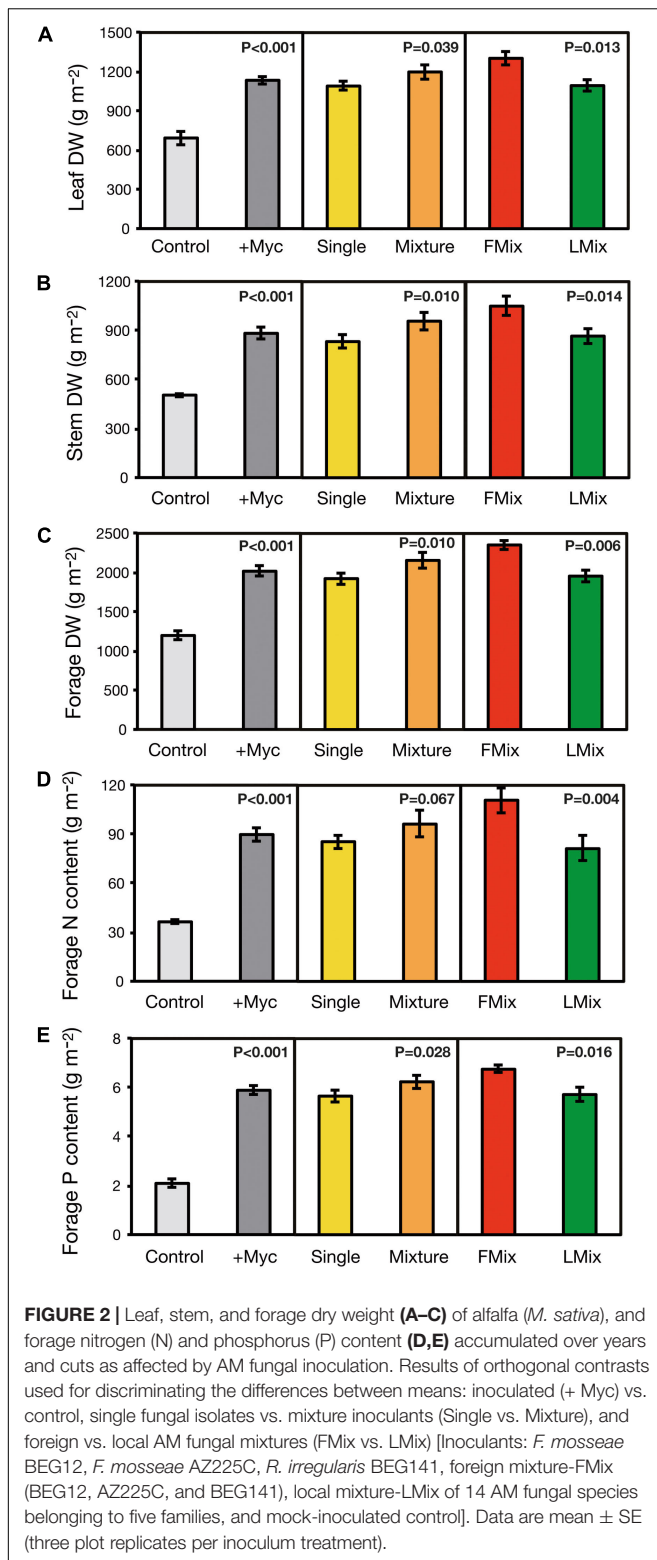 A
Leaf DW (g m⁻²)
1500
1200
900
600
300
0
P<0.001
P=0.039
P=0.013
Control +Myc Single Mixture FMix LMix
B
Stem DW (g m⁻²)
1200
900
600
300
0
P<0.001
P=0.010
P=0.014
Control +Myc Single Mixture FMix LMix
C
Forage DW (g m⁻²)
2500
2000
1500
1000
500
0
P<0.001
P=0.010
P=0.006
Control +Myc Single Mixture FMix LMix
D
Forage N content (g m⁻²)
120
90
60
30
0
P<0.001
P=0.067
P=0.004
Control +Myc Single Mixture FMix LMix
E
Forage P content (g m⁻²)
8
6
4
2
0
P<0.001
P=0.028
P=0.016
Control +Myc Single Mixture FMix LMix
FIGURE 2 | Leaf, stem, and forage dry weight (A–C) of alfalfa (M. sativa), and
forage nitrogen (N) and phosphorus (P) content (D,E) accumulated over years
and cuts as affected by AM fungal inoculation. Results of orthogonal contrasts
used for discriminating the differences between means: inoculated (+ Myc) vs.
control, single fungal isolates vs. mixture inoculants (Single vs. Mixture), and
foreign vs. local AM fungal mixtures (FMix vs. LMix) [Inoculants: F. mosseae
BEG12, F. mosseae AZ225C, R. irregularis BEG141, foreign mixture-FMix
(BEG12, AZ225C, and BEG141), local mixture-LMix of 14 AM fungal species
belonging to five families, and mock-inoculated control]. Data are mean ± SE
(three plot replicates per inoculum treatment).